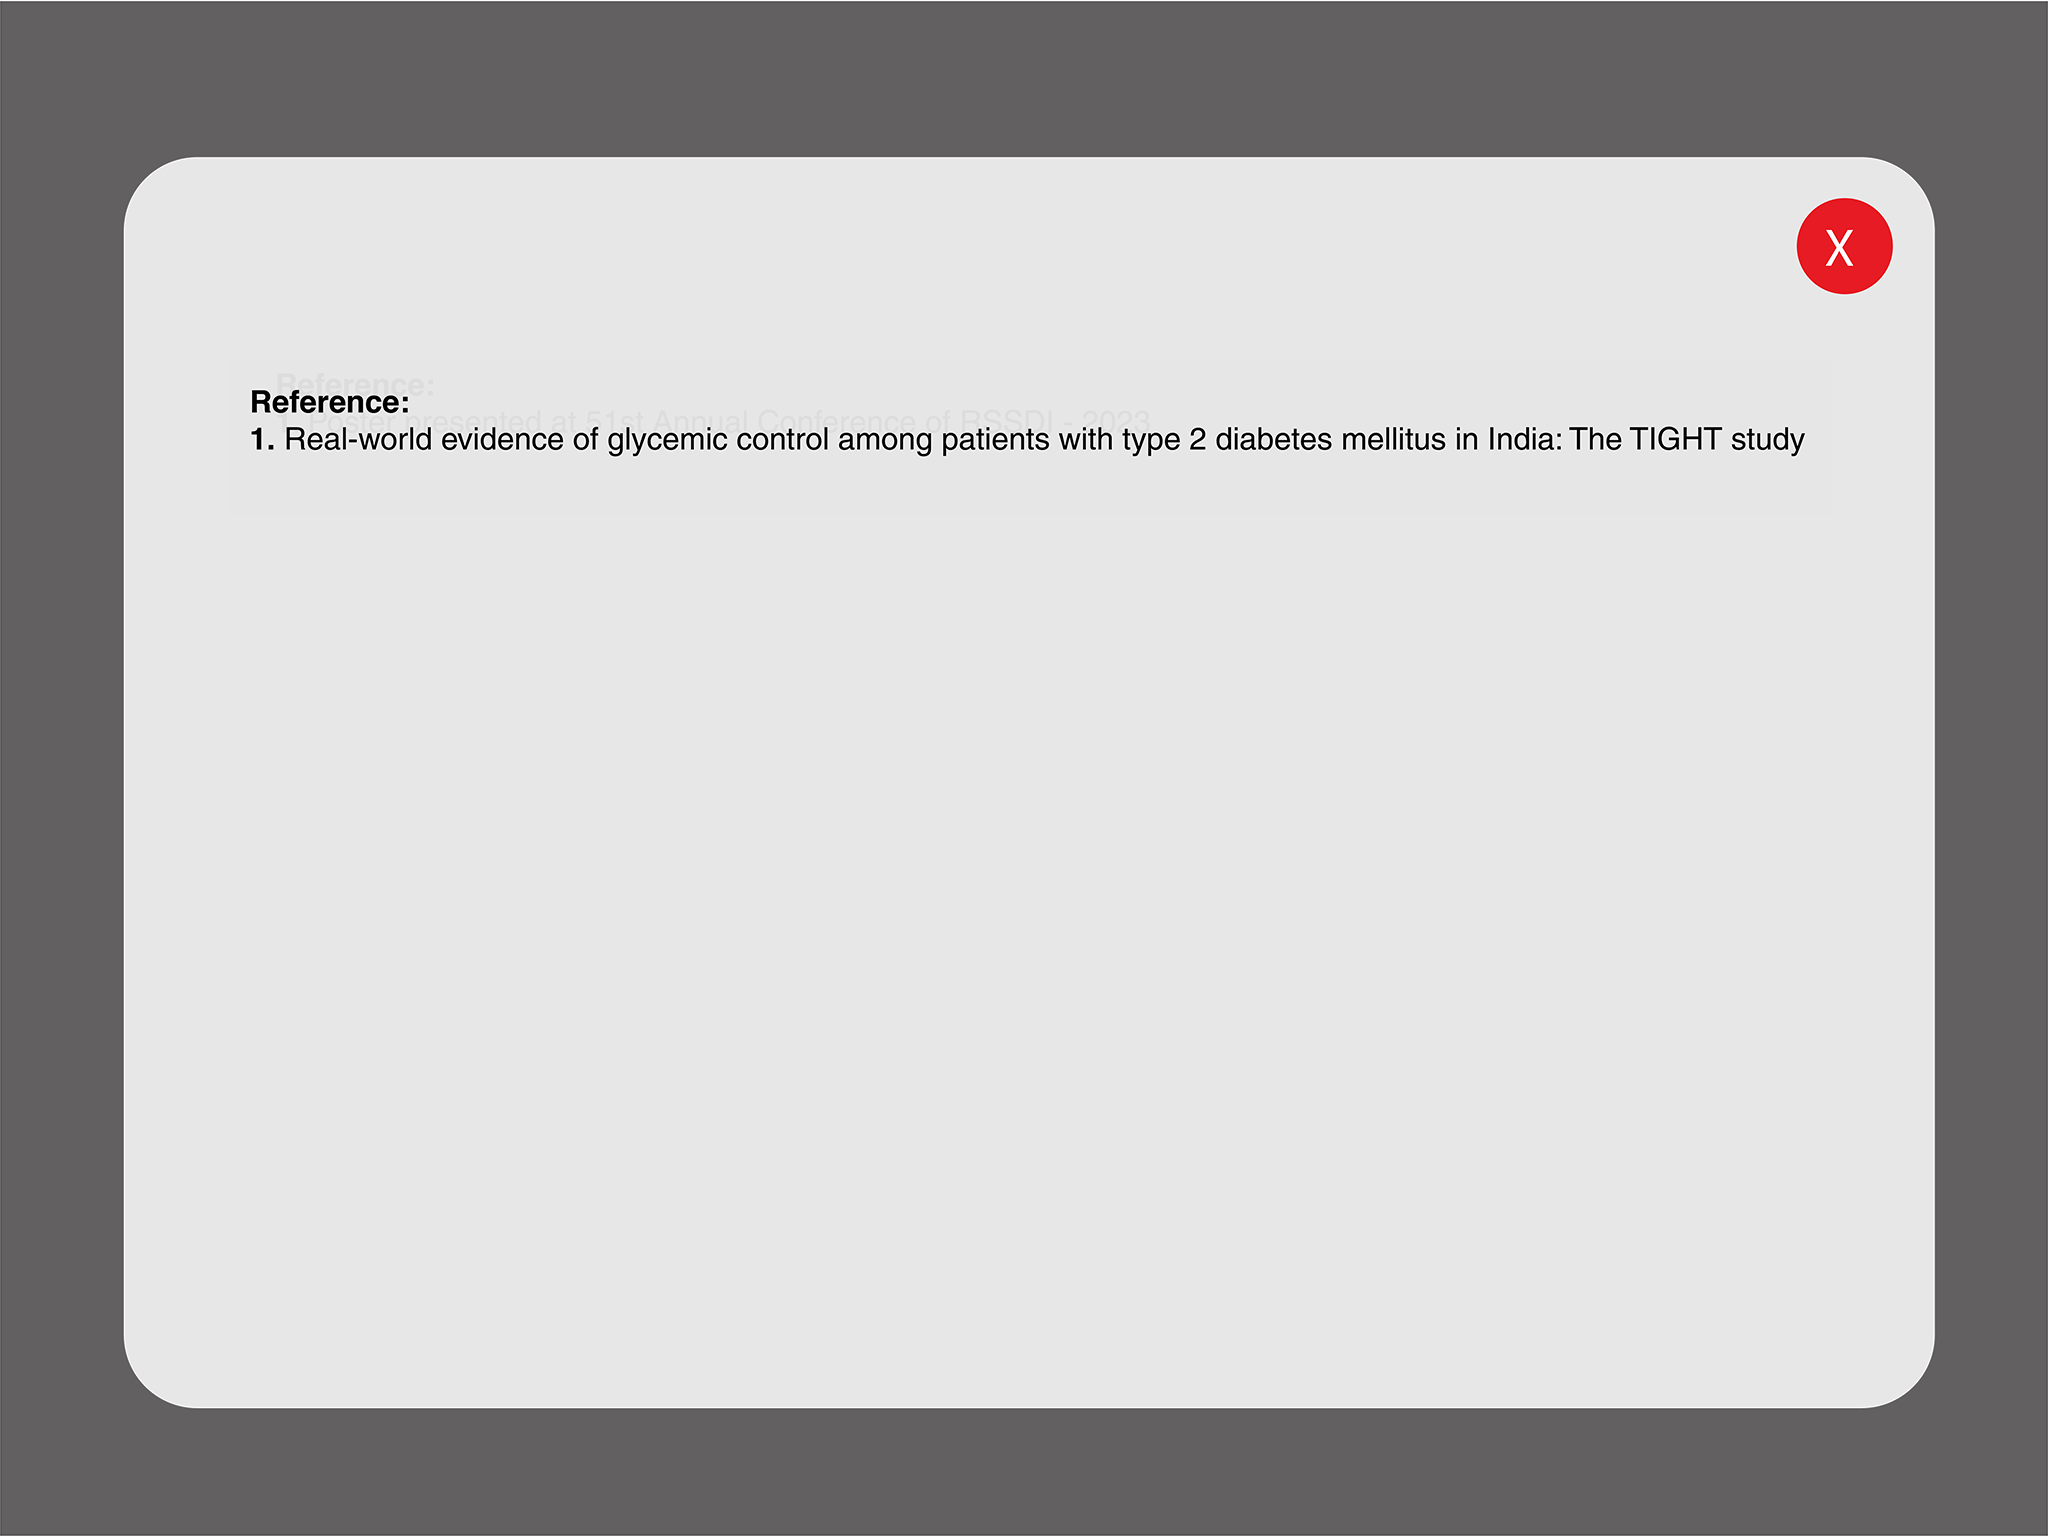 X
Reference:
1. Poster presented at 51st Annual Conference of RSSDI - 2023
Reference:
1. Real-world evidence of glycemic control among patients with type 2 diabetes mellitus in India: The TIGHT study